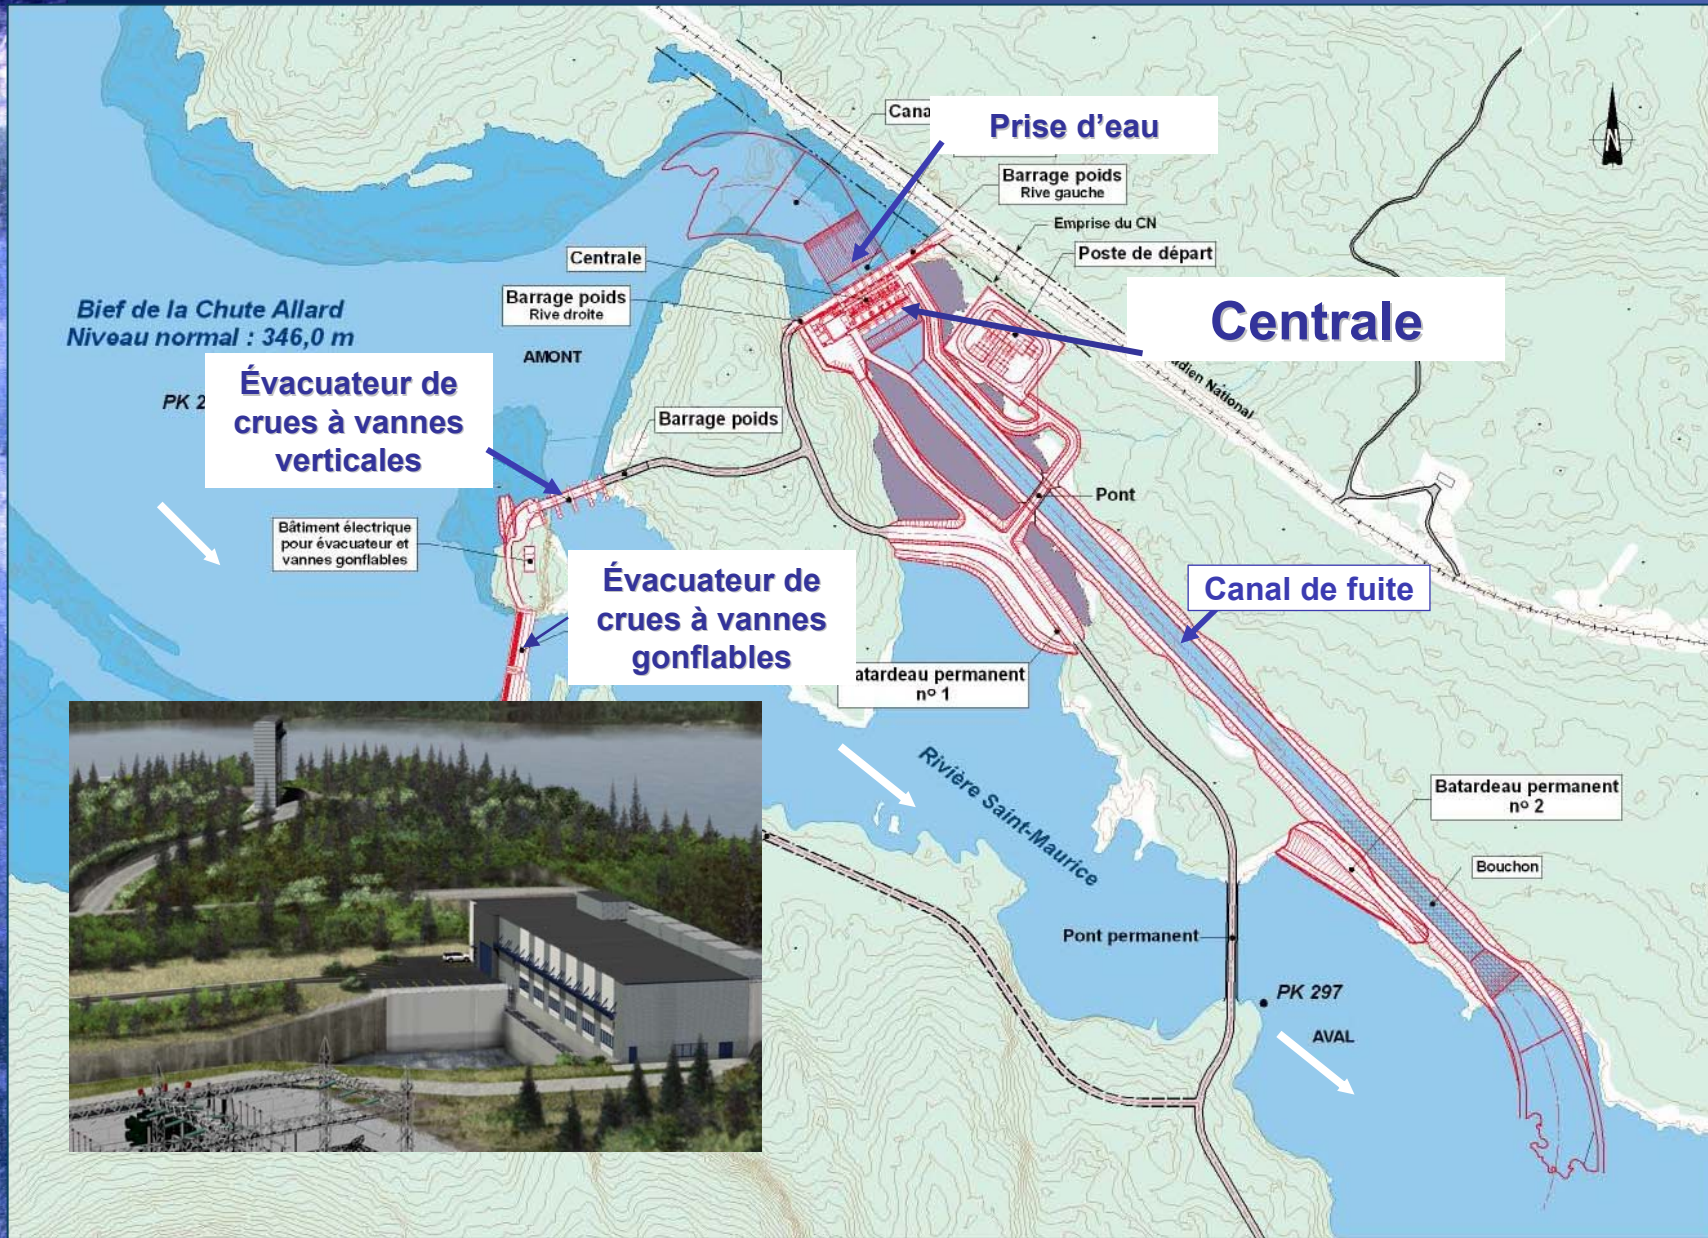 Cana
Prise d'eau
Barrage poids
Rive gauche
Emprise du CN
Poste de départ
Centrale
Barrage poids
Rive droite
Centrale
Bief de la Chute Allard
Niveau normal : 346,0 m
AMONT
PK 2
Évacuateur de
crues à vannes
verticales
Barrage poids
adien National
Pont
Bâtiment électrique
pour évacuateur et
vannes gonflables
Évacuateur de
crues à vannes
gonflables
Canal de fuite
atardeau permanent
nº 1
Rivière Saint-Maurice
Batardeau permanent
nº 2
Bouchon
Pont permanent
PK 297
AVAL
N